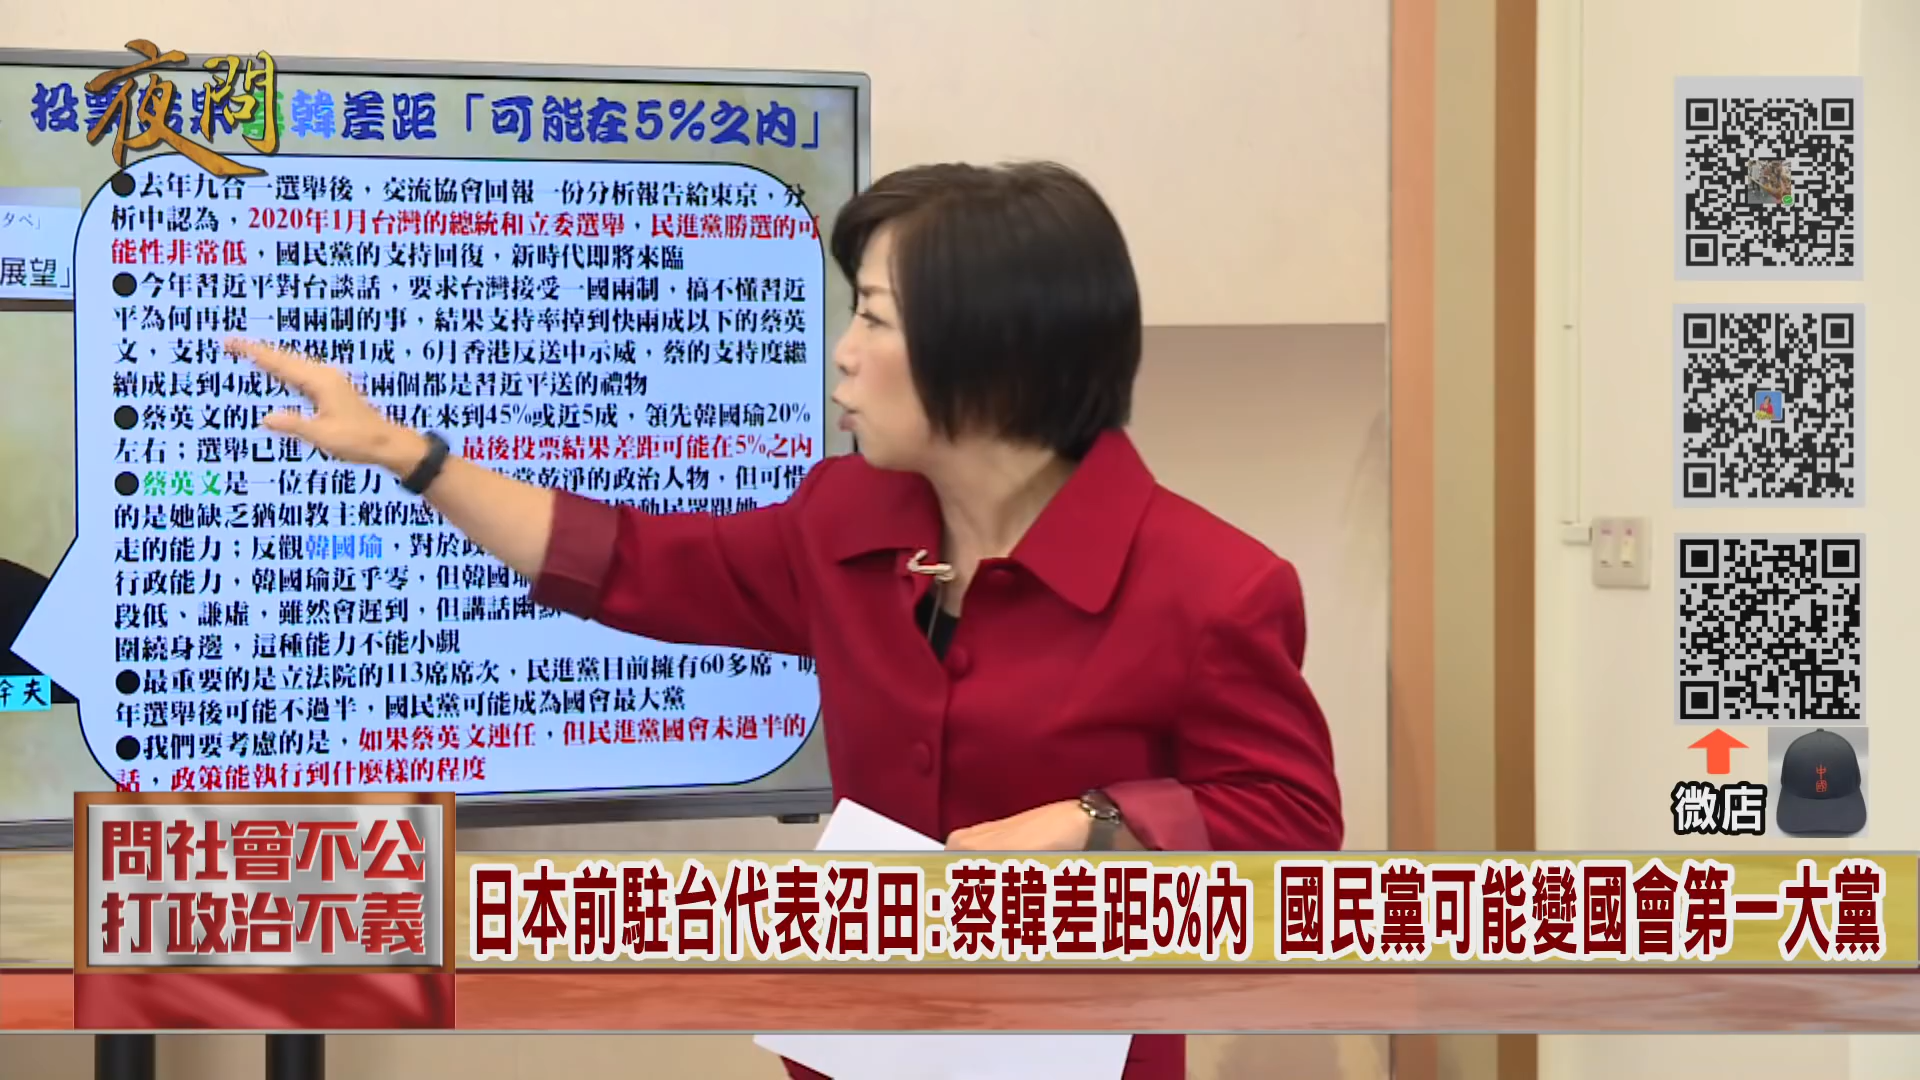 夜問
投票 韓差距「可能在5%之內」
●去年九合一選舉後，交流協會回報一份分析報告給東京，分
析中認為，2020年1月台灣的總統和立委選舉，民進黨勝選的可
能性非常低，國民黨的支持回復，新時代即將來臨
●今年習近平對台談話，要求台灣接受一國兩制，搞不懂習近
平為何再提一國兩制的事，結果支持率掉到快兩成以下的蔡英
文，支持率突然爆增1成，6月香港反送中示威，蔡的支持度繼
續成長到4成以 這兩個都是習近平送的禮物
●蔡英文的民調 現在來到45%或近5成，領先韓國瑜20%
左右；選舉已進入 最後投票結果差距可能在5%之內
●蔡英文是一位有能力、 非常乾淨的政治人物，但可惜
的是她缺乏猶如教主般的感 動民眾跟她
走的能力；反觀韓國瑜，對於政
行政能力，韓國瑜近乎零，但韓國瑜
段低、謙虛，雖然會遲到，但講話幽默
圍繞身邊，這種能力不能小覷
●最重要的是立法院的113席席次，民進黨目前擁有60多席，明
年選舉後可能不過半，國民黨可能成為國會最大黨
●我們要考慮的是，如果蔡英文連任，但民進黨國會未過半的
話，政策能執行到什麼樣的程度
夕べ」
展望」
幹夫
中國
微店
問社會不公
打政治不義
日本前駐台代表沼田:蔡韓差距5%內 國民黨可能變國會第一大黨